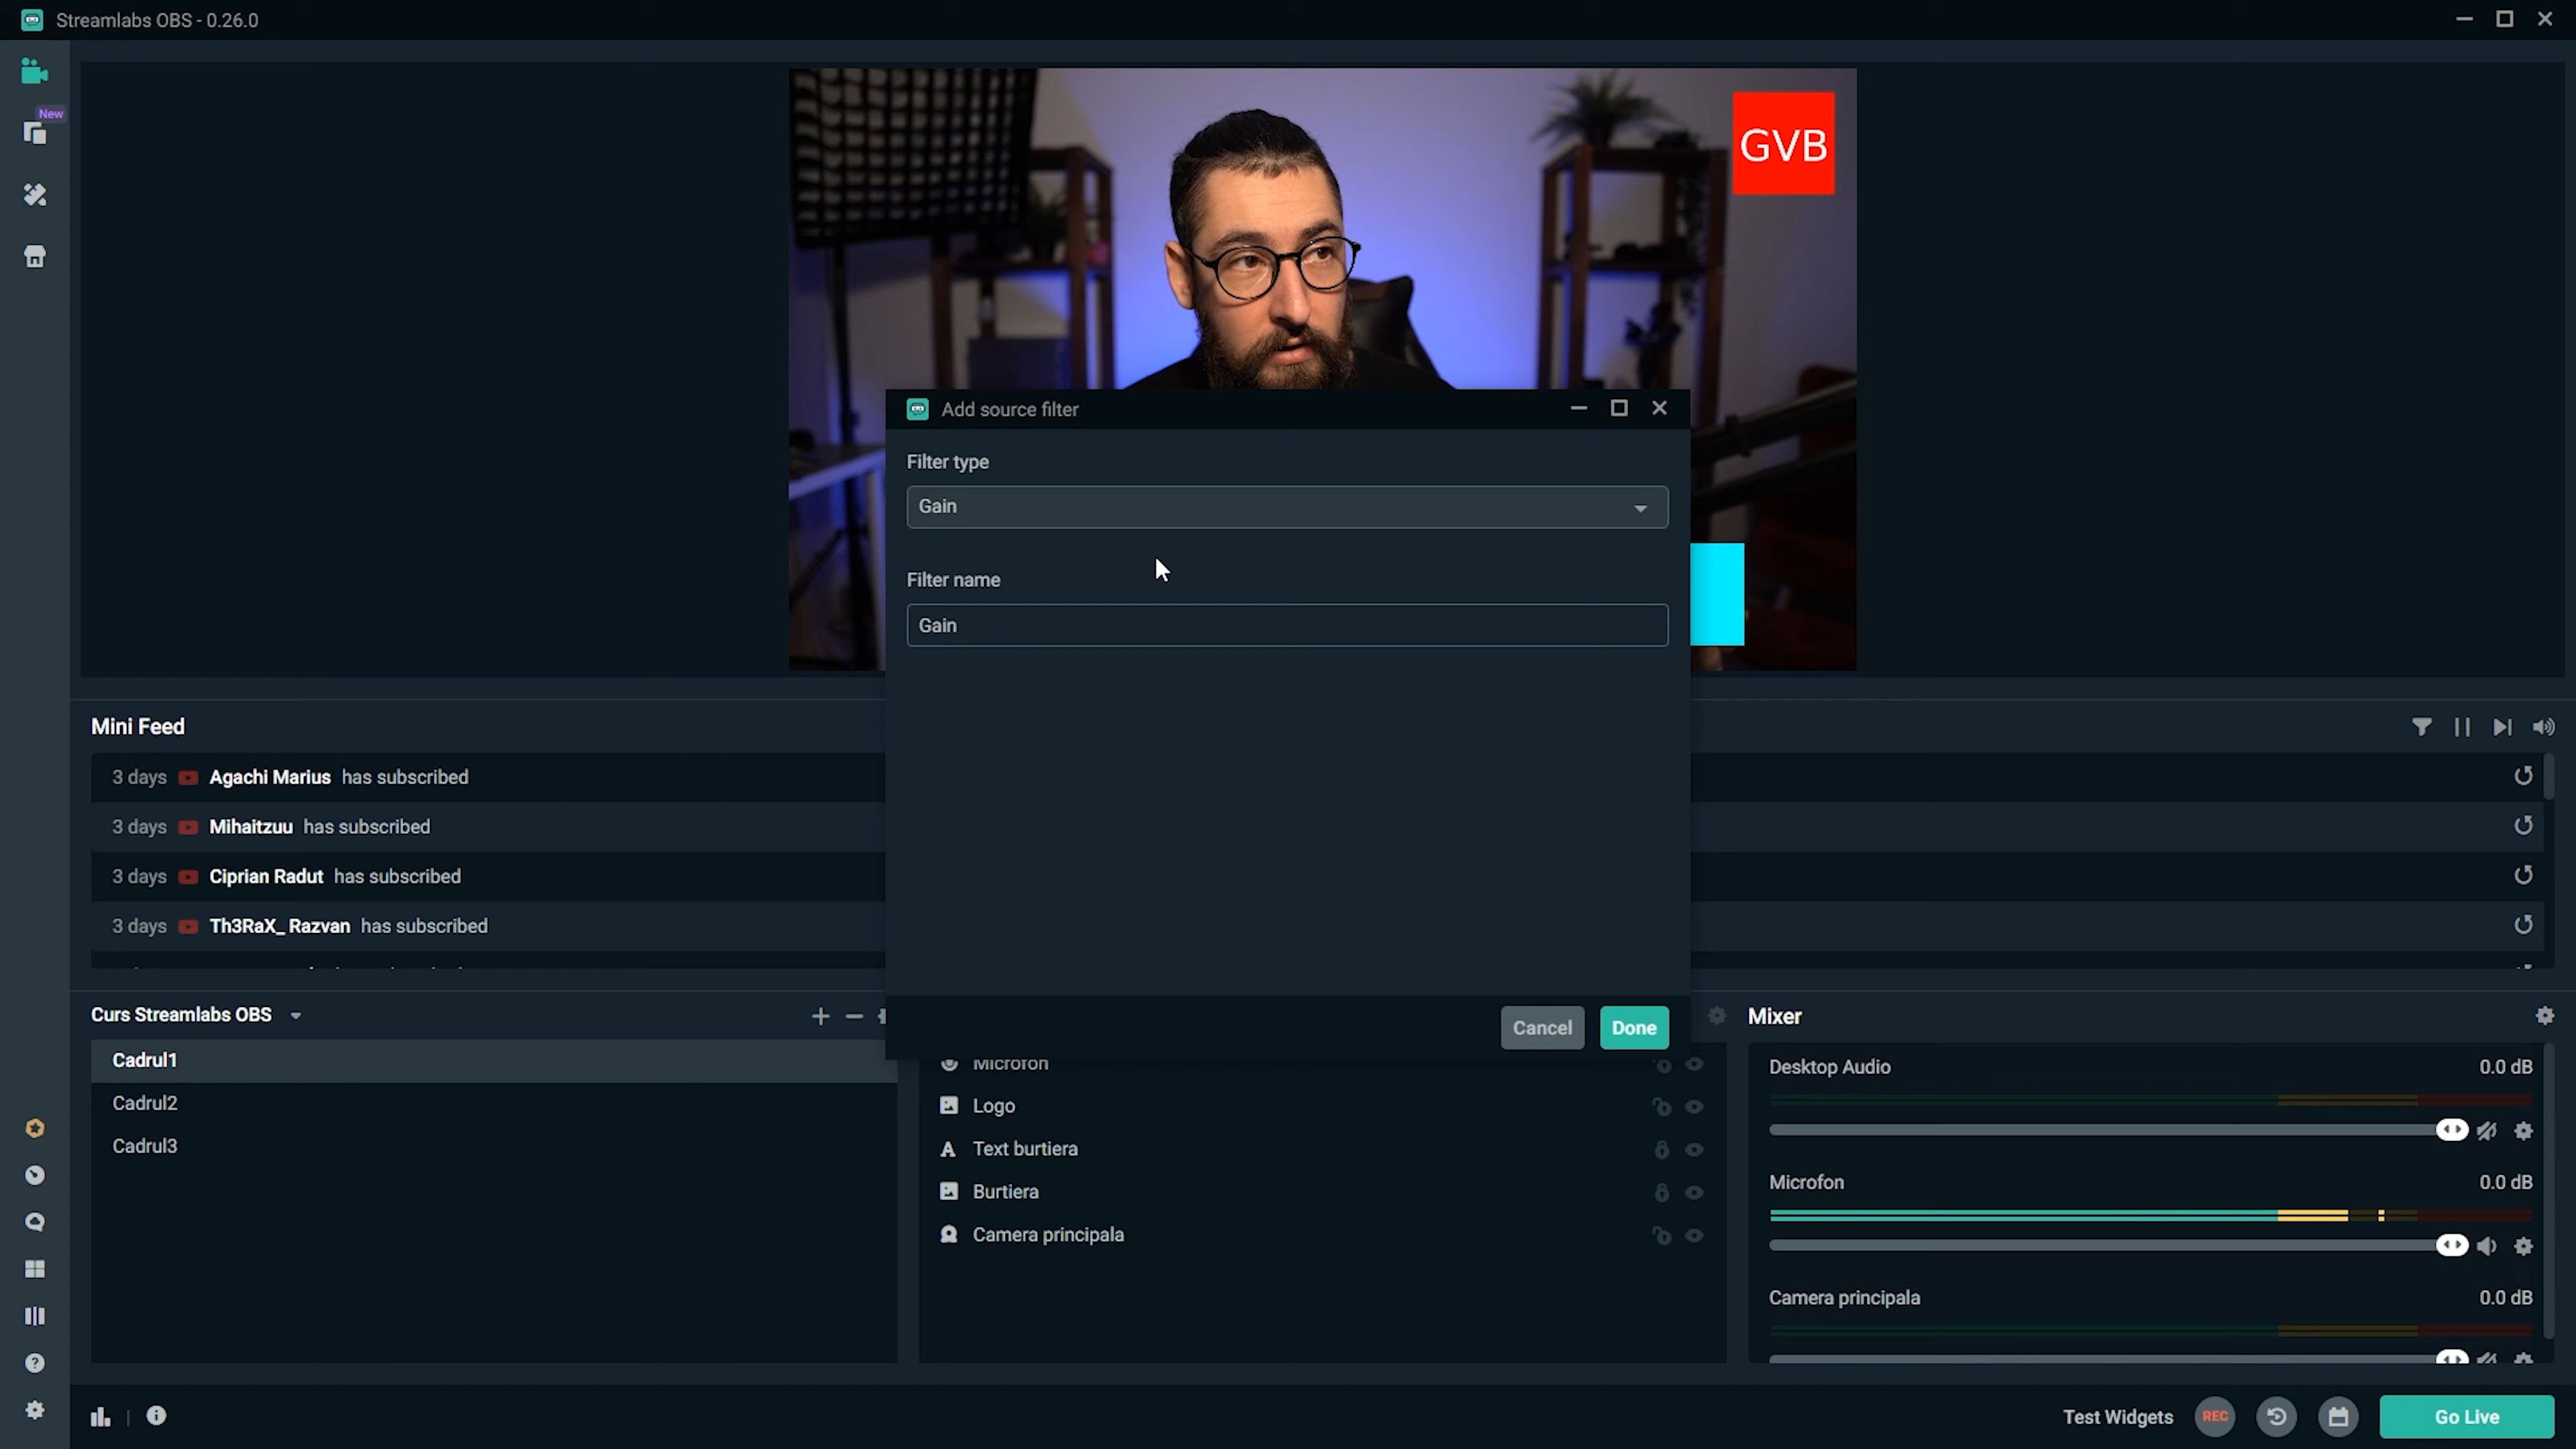 Streamlabs OBS - 0.26.0
New
GVB
Add source filter
Filter type
Gain
Filter name
Gain
Cancel
Done
Mini Feed
3 days Agachi Marius has subscribed
3 days Mihaitzuu has subscribed
3 days Ciprian Radut has subscribed
3 days Th3RaX_ Razvan has subscribed
Curs Streamlabs OBS
Cadrul1
Cadrul2
Cadrul3
Microfon
Logo
Text burtiera
Burtiera
Camera principala
Mixer
Desktop Audio 0.0 dB
Microfon 0.0 dB
Camera principala 0.0 dB
Test Widgets
REC
Go Live